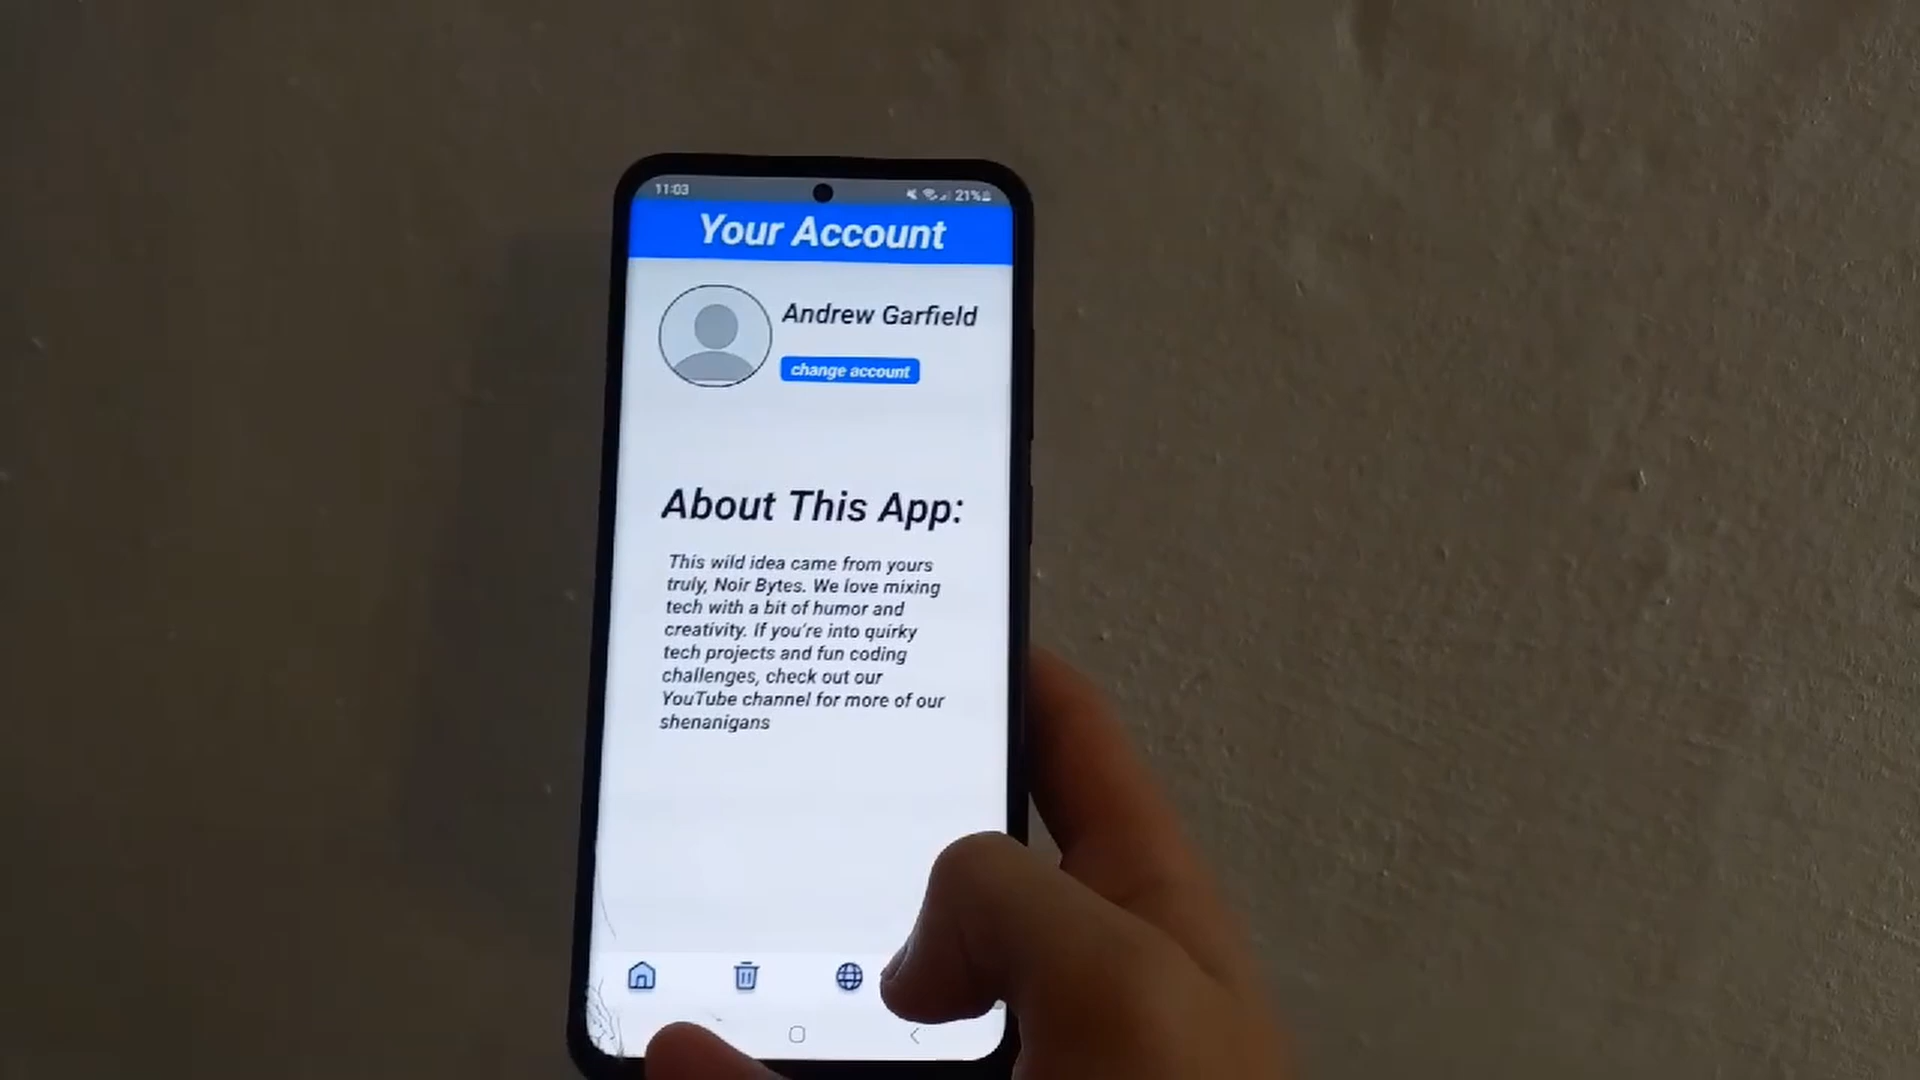 11:03
21%
Your Account
Andrew Garfield
change account
About This App:
This wild idea came from yours
truly, Noir Bytes. We love mixing
tech with a bit of humor and
creativity. If you're into quirky
tech projects and fun coding
challenges, check out our
YouTube channel for more of our
shenanigans